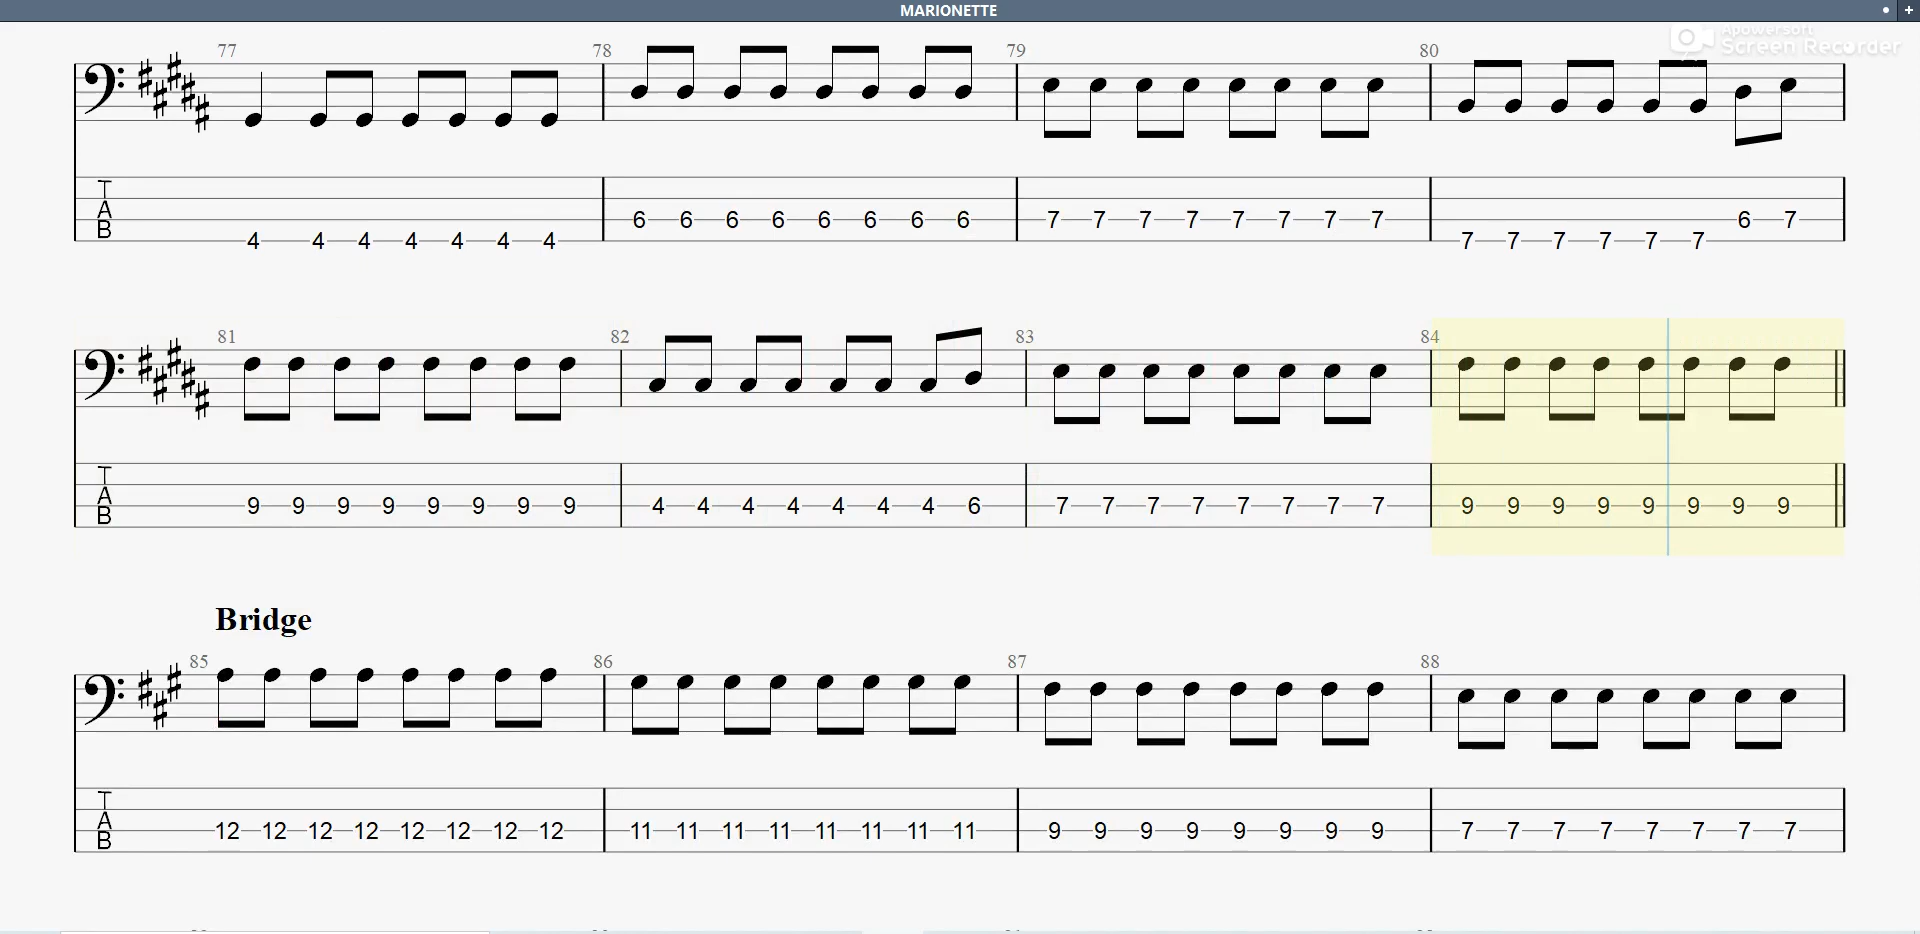 MARIONETTE
Apowersoft
Screen Recorder
77 78 79 80
T
A
B
6 6 6 6 6 6 6 6 7 7 7 7 7 7 7 7 6 7
4 4 4 4 4 4 4 7 7 7 7 7 7
81 82 83 84
T
A
B
9 9 9 9 9 9 9 9 4 4 4 4 4 4 4 6 7 7 7 7 7 7 7 7 9 9 9 9 9 9 9 9
Bridge
85 86 87 88
T
A
B
12 12 12 12 12 12 12 12 11 11 11 11 11 11 11 11 9 9 9 9 9 9 9 9 7 7 7 7 7 7 7 7